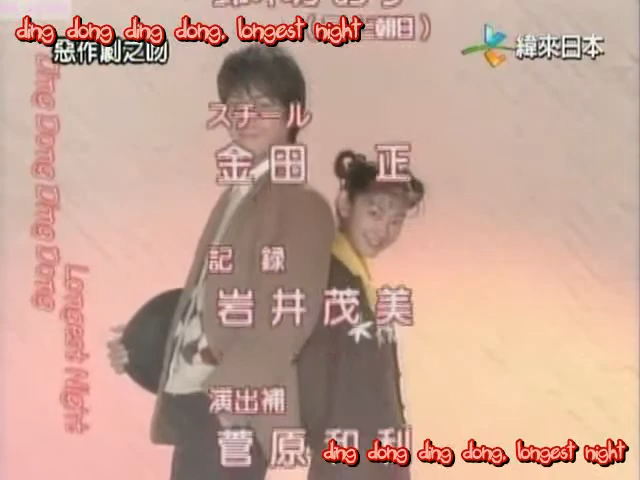 ding dong ding dong, longest night
惡作劇之吻
朝日)
緯來日本
Ding Dong Ding Dong
Longest Night
スチール
金田 正
記録
岩井茂美
演出補
菅原和利
ding dong ding dong, longest night